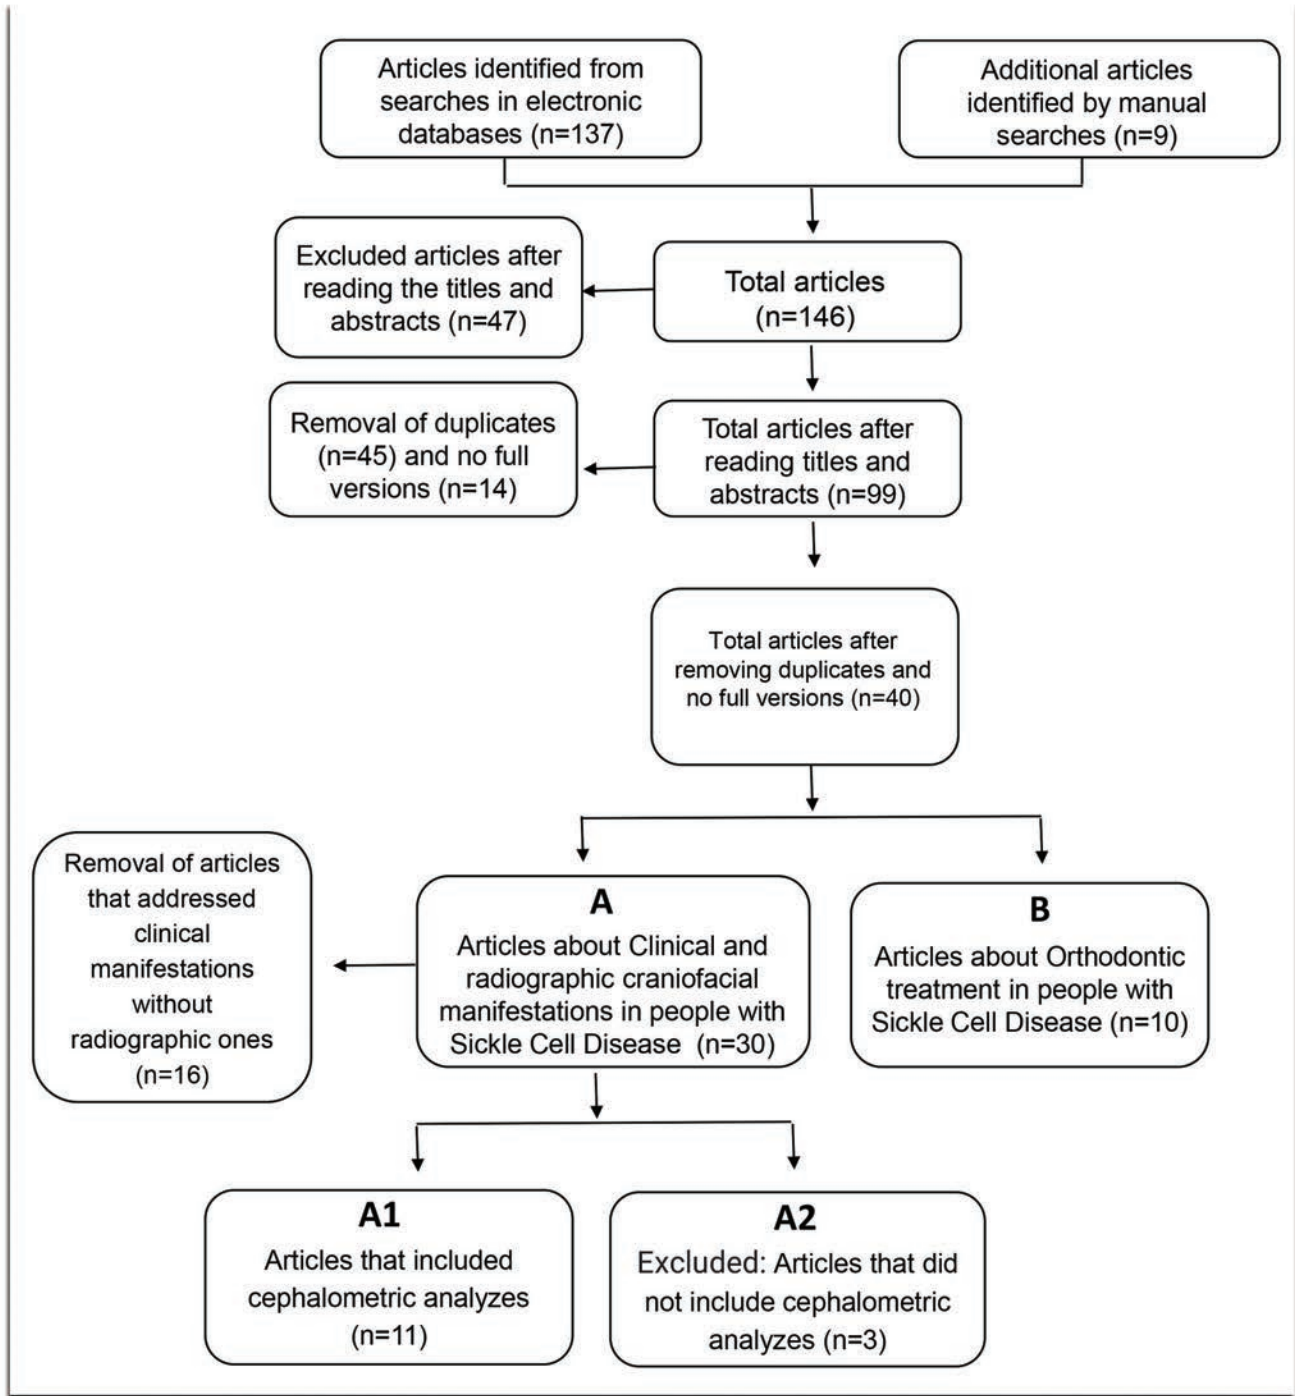 Articles identified from
searches in electronic
databases (n=137)
Additional articles
identified by manual
searches (n=9)
Excluded articles after
reading the titles and
abstracts (n=47)
Total articles
(n=146)
Removal of duplicates
(n=45) and no full
versions (n=14)
Total articles after
reading titles and
abstracts (n=99)
Total articles after
removing duplicates and
no full versions (n=40)
Removal of articles
that addressed
clinical
manifestations
without
radiographic ones
(n=16)
A
Articles about Clinical and
radiographic craniofacial
manifestations in people with
Sickle Cell Disease (n=30)
B
Articles about Orthodontic
treatment in people with
Sickle Cell Disease (n=10)
A1
Articles that included
cephalometric analyzes
(n=11)
A2
Excluded: Articles that did
not include cephalometric
analyzes (n=3)